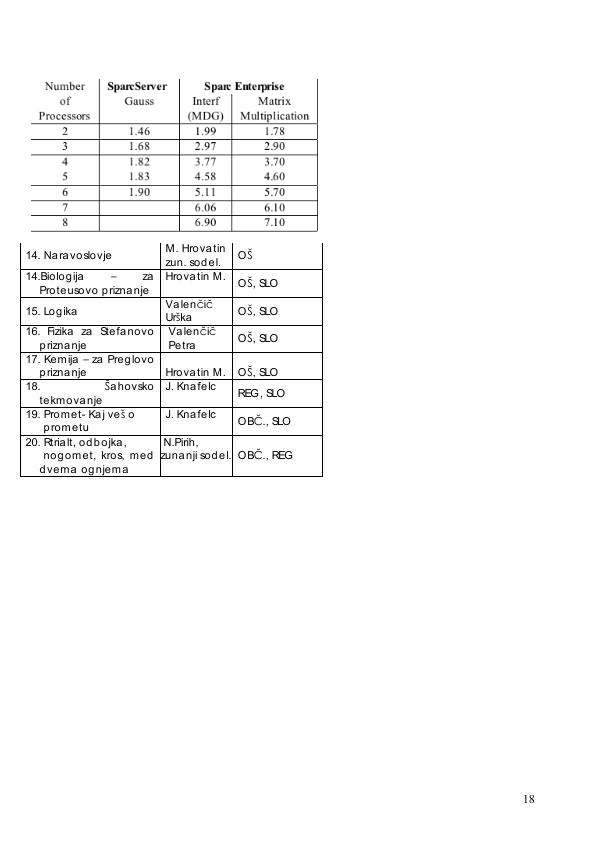 Number SparcServer Sparc Enterprise
of Gauss Interf Matrix
Processors (MDG) Multiplication
2 1.46 1.99 1.78
3 1.68 2.97 2.90
4 1.82 3.77 3.70
5 1.83 4.58 4.60
6 1.90 5.11 5.70
7 6.06 6.10
8 6.90 7.10
14. Naravoslovje M. Hrovatin zun. sodel. OŠ
14.Biologija – za Hrovatin M. OŠ, SLO
Proteusovo priznanje
15. Logika Valenčič Urška OŠ, SLO
16. Fizika za Stefanovo Valenčič OŠ, SLO
priznanje Petra
17. Kemija – za Preglovo
priznanje Hrovatin M. OŠ, SLO
18. Šahovsko J. Knafelc REG, SLO
tekmovanje
19. Promet- Kaj veš o J. Knafelc OBČ., SLO
prometu
20. Rtrialt, odbojka, N.Pirih,
nogomet, kros, med zunanji sodel. OBČ., REG
dvema ognjema
18